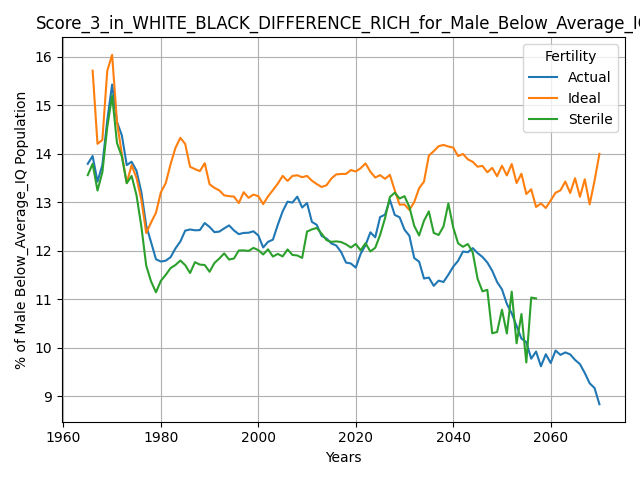 Score_3_in_WHITE_BLACK_DIFFERENCE_RICH_for_Male_Below_Average_IQ
Fertility
Actual
Ideal
Sterile
% of Male Below_Average_IQ Population
16
15
14
13
12
11
10
9
1960 1980 2000 2020 2040 2060
Years